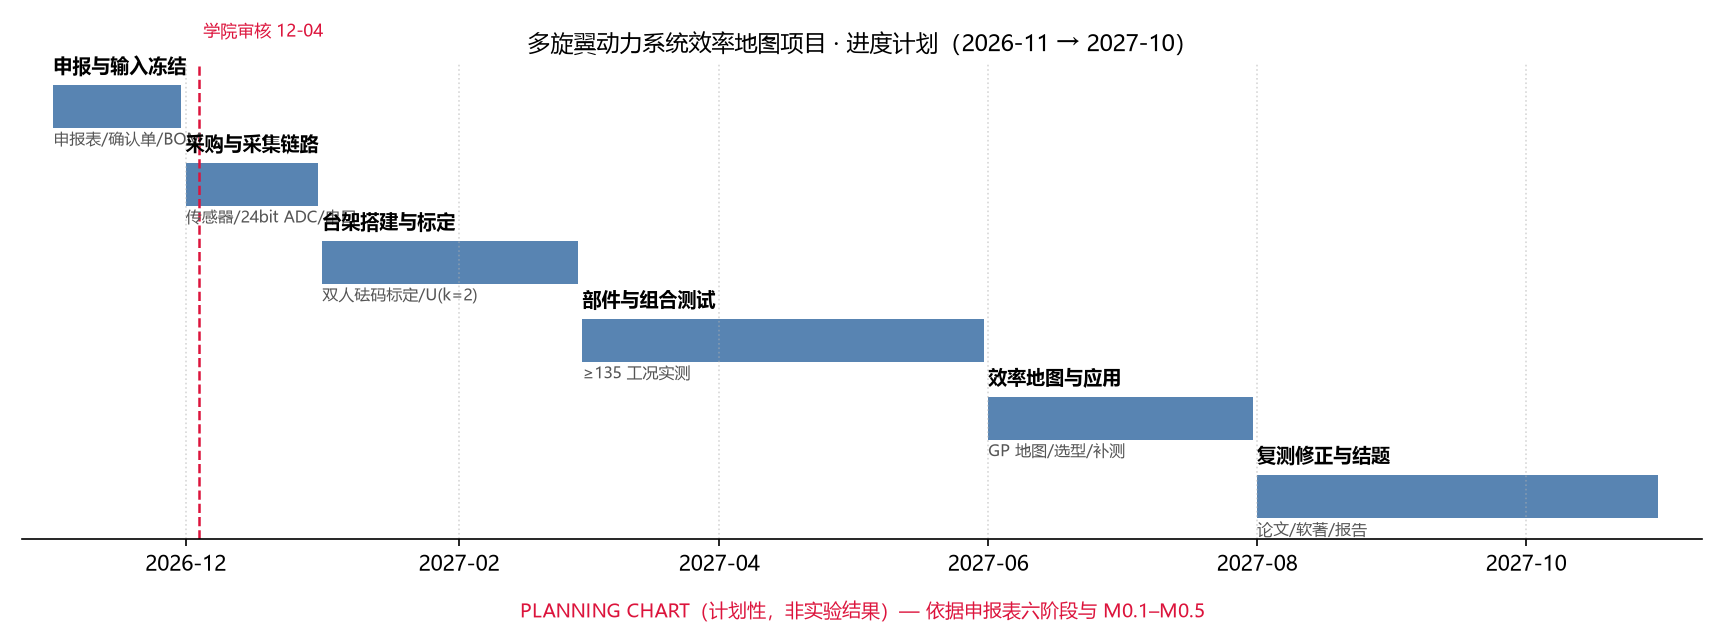 学院审核 12-04
多旋翼动力系统效率地图项目 · 进度计划（2026-11 → 2027-10）
申报与输入冻结
申报表/确认单/BOM
采购与采集链路
传感器/24bit ADC/
台架搭建与标定
双人砝码标定/U(k=2)
部件与组合测试
≥135 工况实测
效率地图与应用
GP 地图/选型/补测
复测修正与结题
论文/软著/报告
2026-12
2027-02
2027-04
2027-06
2027-08
2027-10
PLANNING CHART（计划性，非实验结果）— 依据申报表六阶段与 M0.1–M0.5